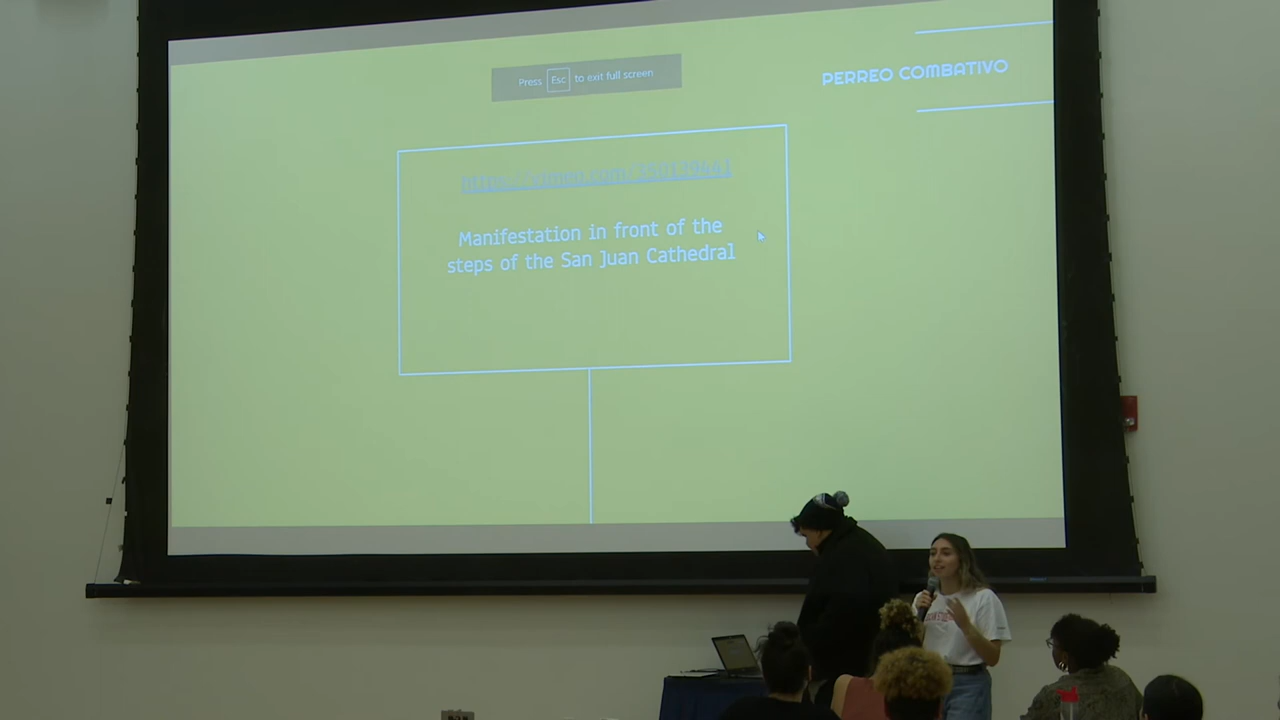 Press Esc to exit full screen
PERREO COMBATIVO
Manifestation in front of the
steps of the San Juan Cathedral